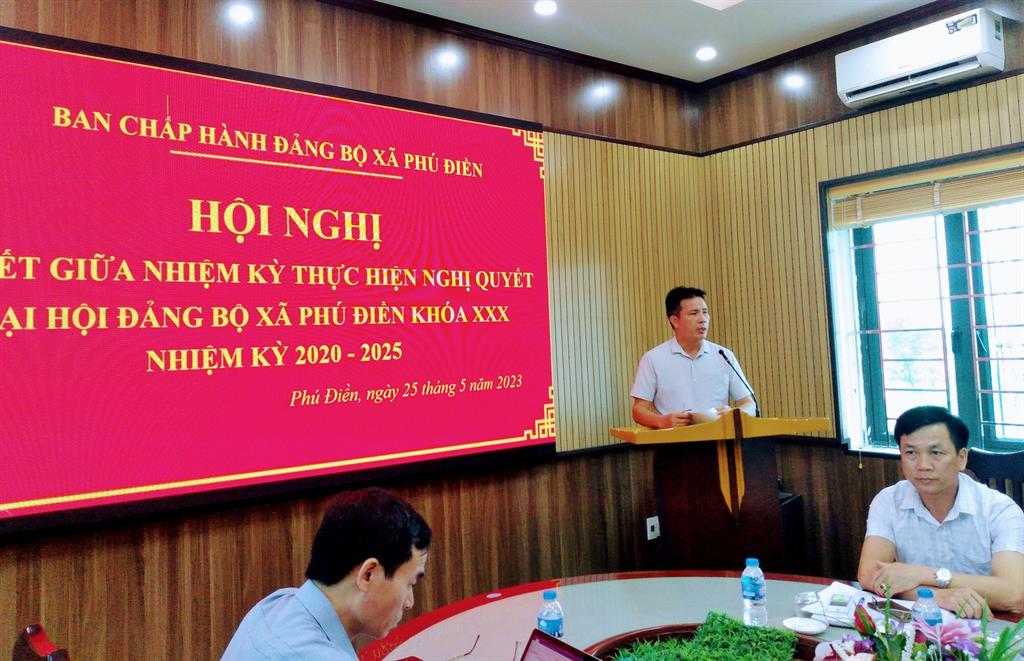 BAN CHẤP HÀNH ĐẢNG BỘ XÃ PHÚ ĐIỀN
HỘI NGHỊ
ẾT GIỮA NHIỆM KỲ THỰC HIỆN NGHỊ QUYẾT
ẠI HỘI ĐẢNG BỘ XÃ PHÚ ĐIỀN KHÓA XXX
NHIỆM KỲ 2020 - 2025
Phú Điền, ngày 25 tháng 5 năm 2023